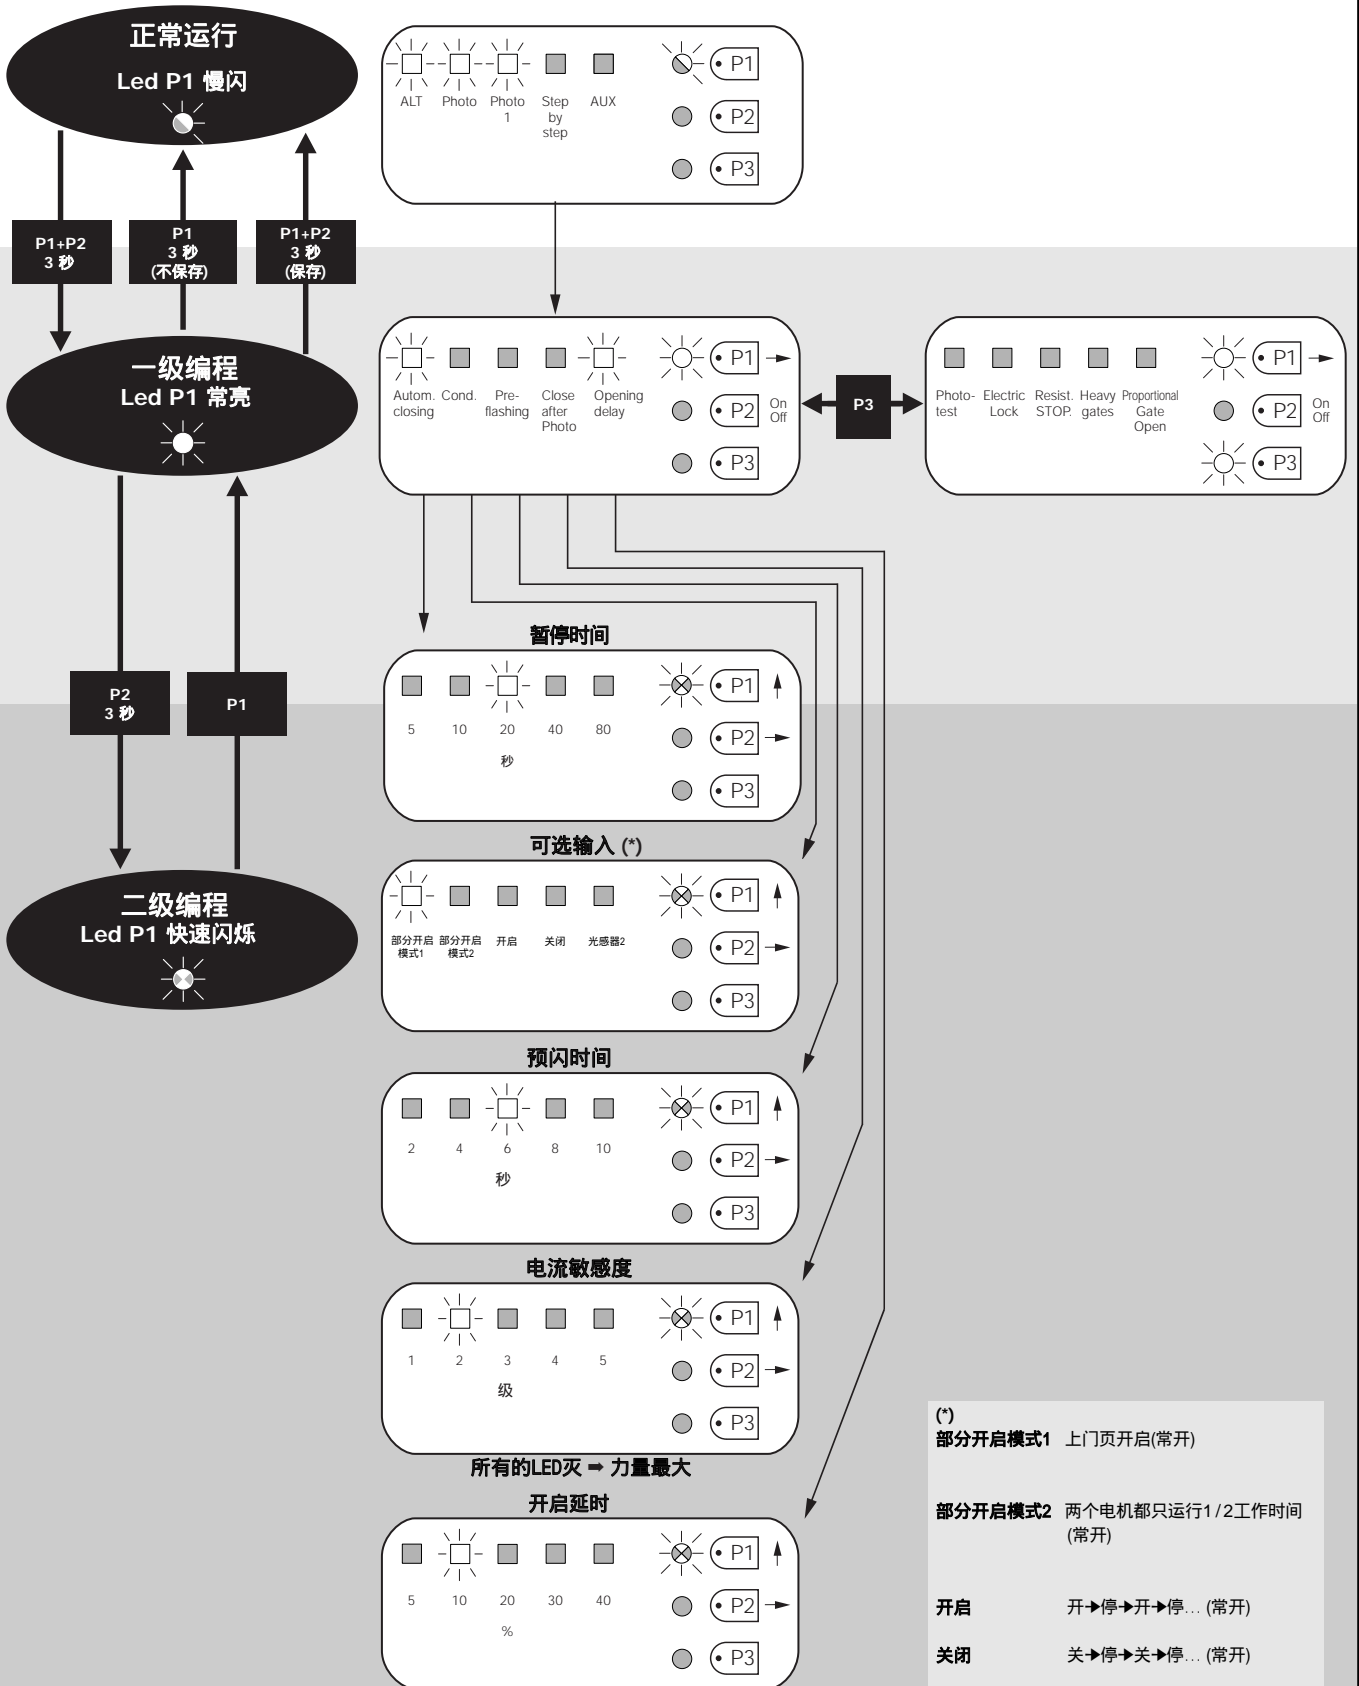 正常运行
Led P1 慢闪
P1+P2
3 秒
P1
3 秒
(不保存)
P1+P2
3 秒
(保存)
一级编程
Led P1 常亮
P2
3 秒
P1
二级编程
Led P1 快速闪烁
ALT Photo Photo 1 Step by step AUX
P1
P2
P3
Autom. closing Cond. Pre-flashing Close after Photo Opening delay
P1
P2 On Off
P3
P3
Photo-test Electric Lock Resist. STOP. Heavy gates Proportional Gate Open
P1
P2 On Off
P3
暂停时间
5 10 20 40 80
秒
P1
P2
P3
可选输入 (*)
部分开启模式1 部分开启模式2 开启 关闭 光感器2
P1
P2
P3
预闪时间
2 4 6 8 10
秒
P1
P2
P3
电流敏感度
1 2 3 4 5
级
P1
P2
P3
所有的LED灭 ➡ 力量最大
开启延时
5 10 20 30 40
%
P1
P2
P3
(*)
部分开启模式1 上门页开启(常开)
部分开启模式2 两个电机都只运行1/2工作时间
(常开)
开启 开→停→开→停... (常开)
关闭 关→停→关→停... (常开)